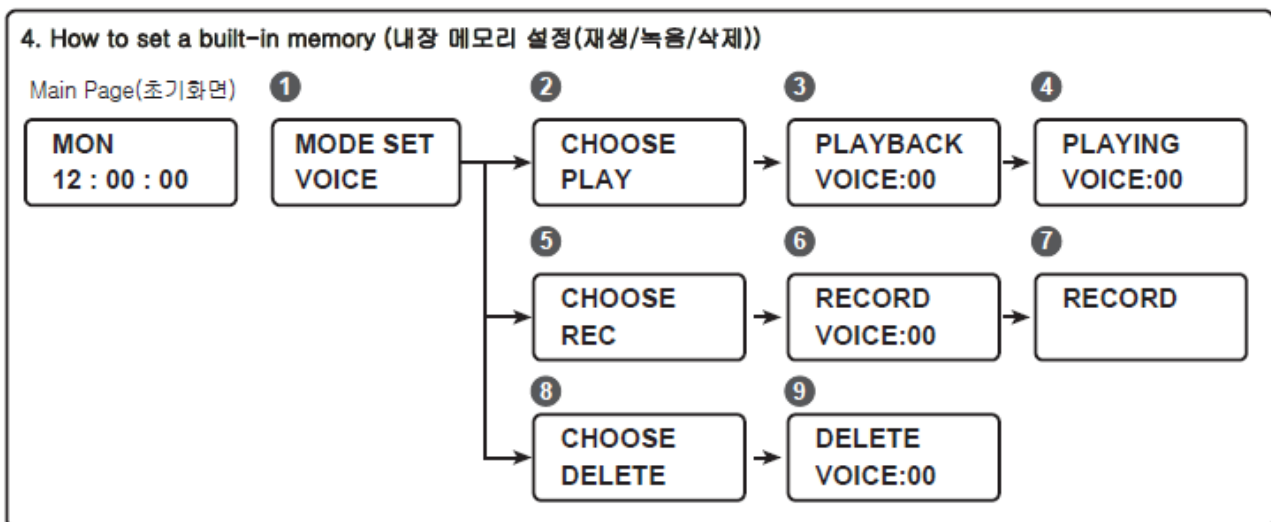 4. How to set a built-in memory (내장 메모리 설정(재생/녹음/삭제))
Main Page(초기화면)
MON
12 : 00 : 00
1
MODE SET
VOICE
2
CHOOSE
PLAY
3
PLAYBACK
VOICE:00
4
PLAYING
VOICE:00
5
CHOOSE
REC
6
RECORD
VOICE:00
7
RECORD
8
CHOOSE
DELETE
9
DELETE
VOICE:00